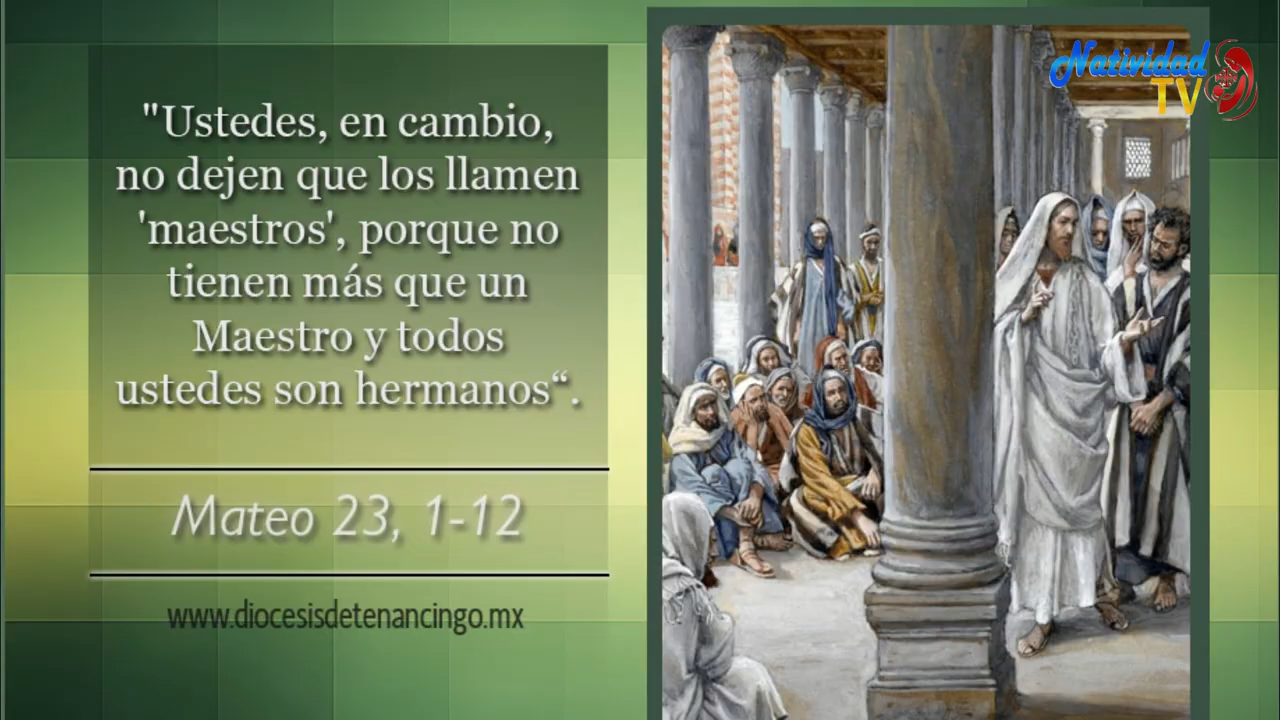 "Ustedes, en cambio,
no dejen que los llamen
'maestros', porque no
tienen más que un
Maestro y todos
ustedes son hermanos“.
Mateo 23, 1-12
www.diocesisdetenancingo.mx
Natividad
TV